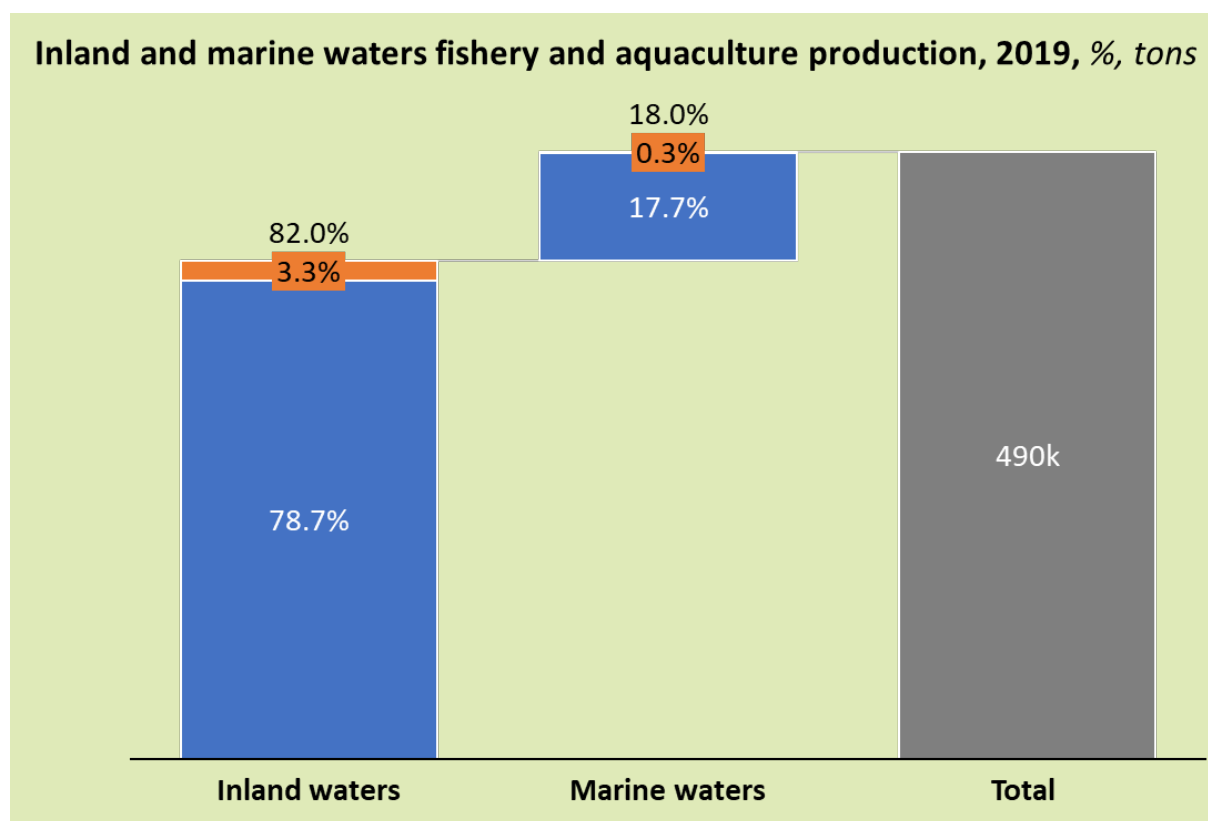 Inland and marine waters fishery and aquaculture production, 2019, %, tons
18.0%
0.3%
17.7%
82.0%
3.3%
490k
78.7%
Inland waters
Marine waters
Total